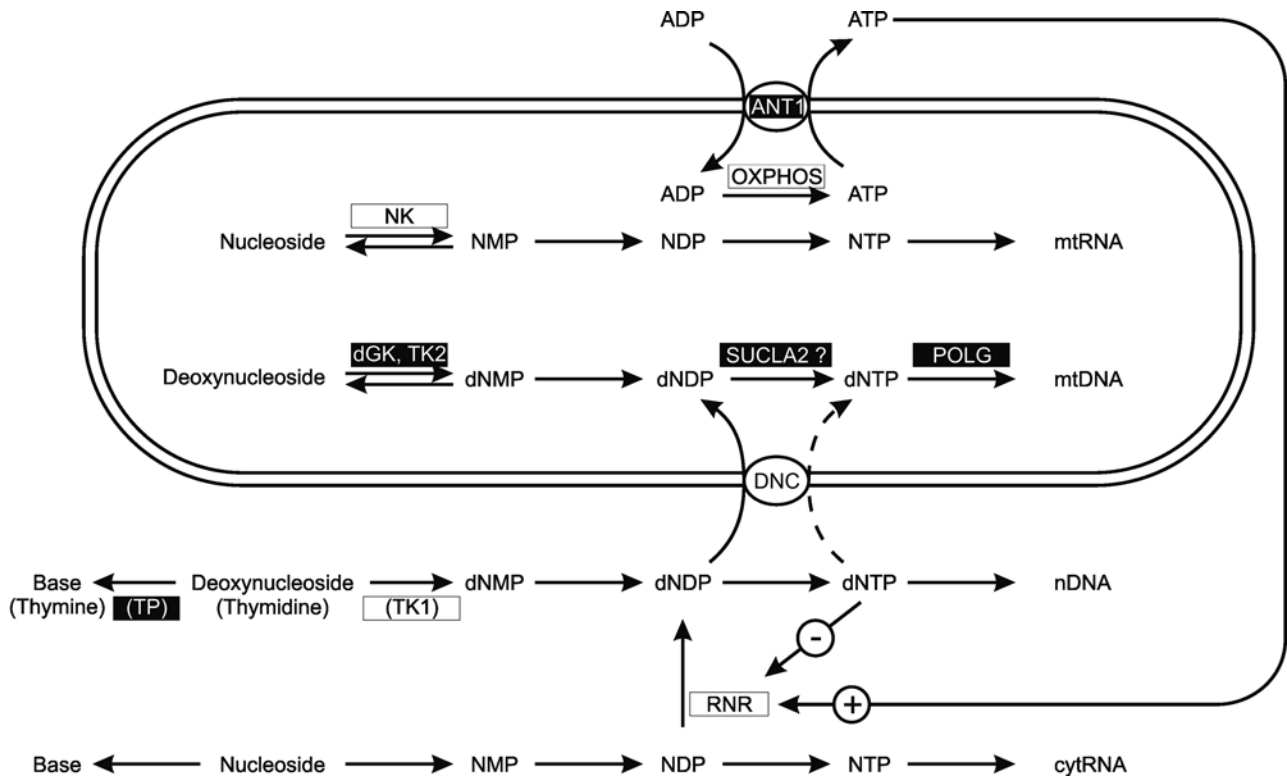 ADP ATP
ANT1
OXPHOS
ADP ATP
NK
Nucleoside NMP NDP NTP mtRNA
dGK, TK2 SUCLA2 ? POLG
Deoxynucleoside dNMP dNDP dNTP mtDNA
DNC
Base Deoxynucleoside dNMP dNDP dNTP nDNA
(Thymine) (TP) (Thymidine) (TK1)
-
RNR +
Base Nucleoside NMP NDP NTP cytRNA